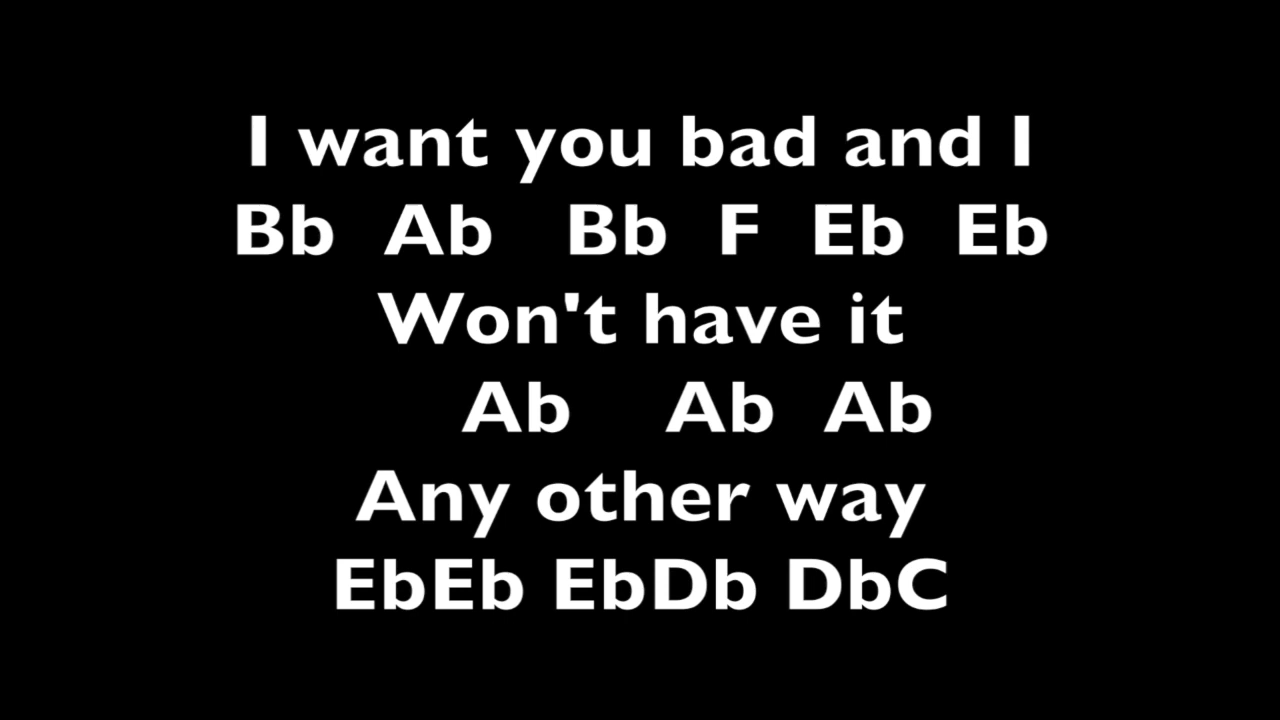 I want you bad and I
Bb Ab Bb F Eb Eb
Won't have it
Ab Ab Ab
Any other way
EbEb EbDb DbC